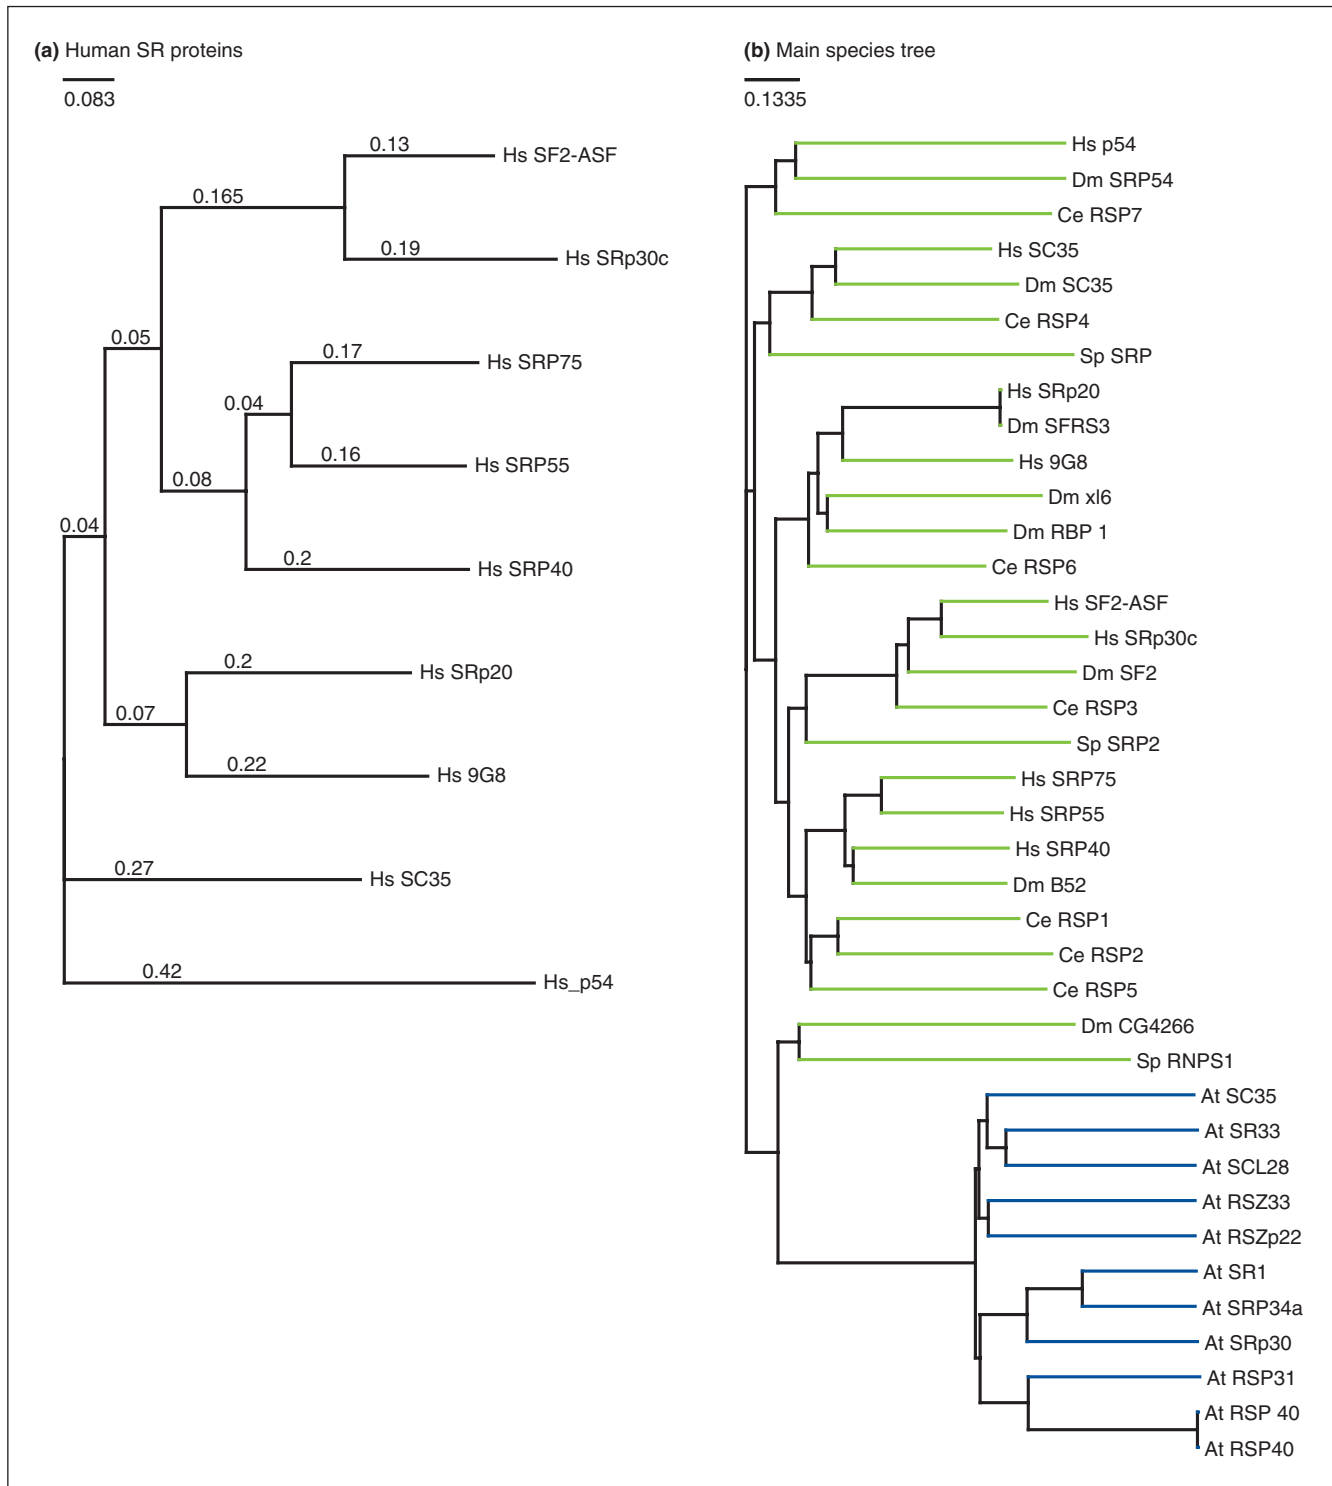 (a) Human SR proteins
0.083
0.13
Hs SF2-ASF
0.165
0.19
Hs SRp30c
0.05
0.17
Hs SRP75
0.04
0.16
Hs SRP55
0.08
0.2
Hs SRP40
0.04
0.2
Hs SRp20
0.07
0.22
Hs 9G8
0.27
Hs SC35
0.42
Hs_p54
(b) Main species tree
0.1335
Hs p54
Dm SRP54
Ce RSP7
Hs SC35
Dm SC35
Ce RSP4
Sp SRP
Hs SRp20
Dm SFRS3
Hs 9G8
Dm xl6
Dm RBP 1
Ce RSP6
Hs SF2-ASF
Hs SRp30c
Dm SF2
Ce RSP3
Sp SRP2
Hs SRP75
Hs SRP55
Hs SRP40
Dm B52
Ce RSP1
Ce RSP2
Ce RSP5
Dm CG4266
Sp RNPS1
At SC35
At SR33
At SCL28
At RSZ33
At RSZp22
At SR1
At SRP34a
At SRp30
At RSP31
At RSP 40
At RSP40